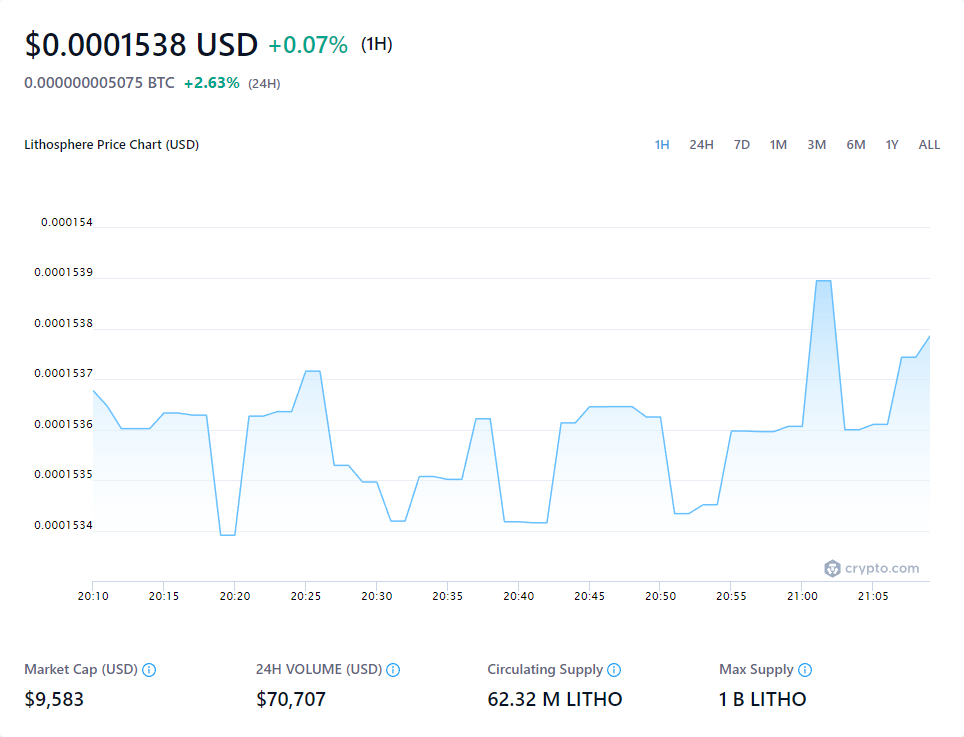 $0.0001538 USD +0.07% (1H)
0.000000005075 BTC +2.63% (24H)
Lithosphere Price Chart (USD)
1H 24H 7D 1M 3M 6M 1Y ALL
0.000154
0.0001539
0.0001538
0.0001537
0.0001536
0.0001535
0.0001534
crypto.com
20:10 20:15 20:20 20:25 20:30 20:35 20:40 20:45 20:50 20:55 21:00 21:05
Market Cap (USD) 24H VOLUME (USD) Circulating Supply Max Supply
$9,583 $70,707 62.32 M LITHO 1 B LITHO